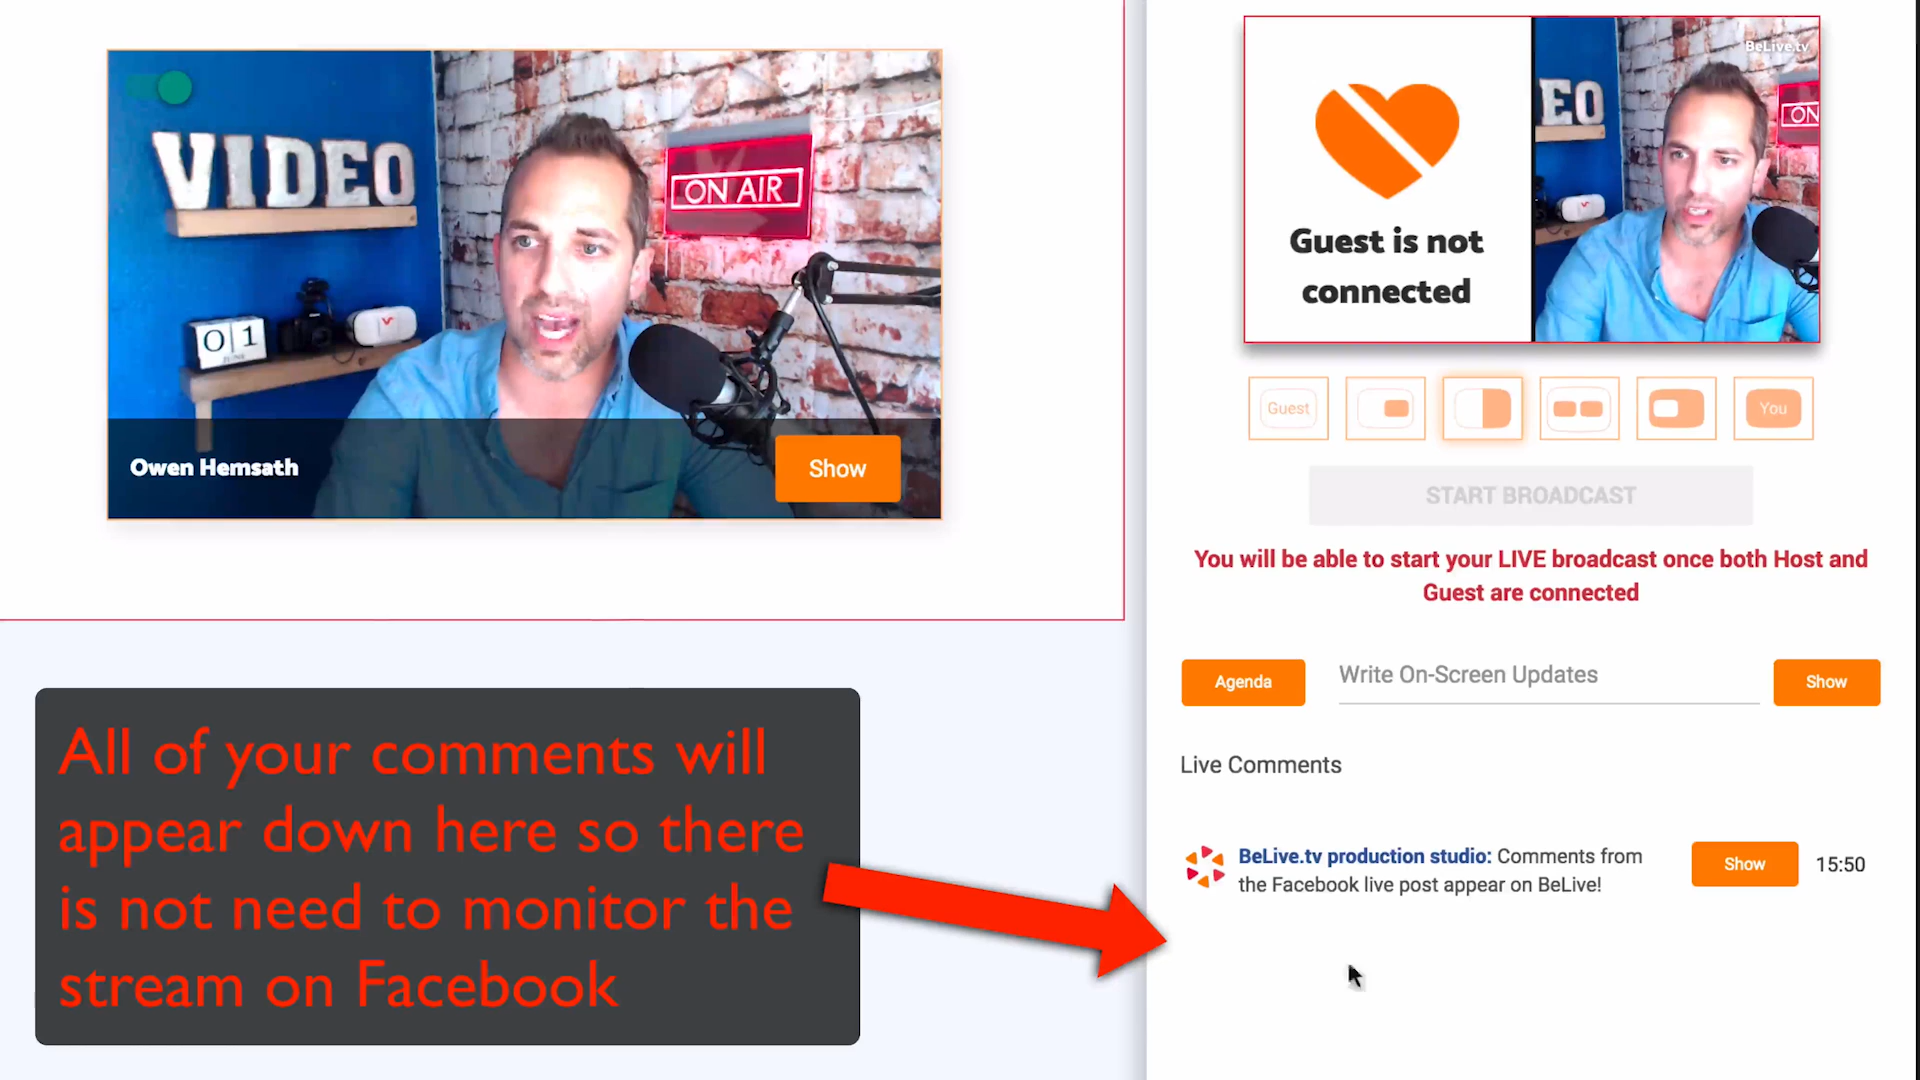 VIDEO
ON AIR
01
JUNE
Owen Hemsath
Show
All of your comments will
appear down here so there
is not need to monitor the
stream on Facebook
BeLive.tv
EO
ON
Guest is not
connected
Guest
You
START BROADCAST
You will be able to start your LIVE broadcast once both Host and
Guest are connected
Agenda
Write On-Screen Updates
Show
Live Comments
BeLive.tv production studio: Comments from
the Facebook live post appear on BeLive!
Show
15:50